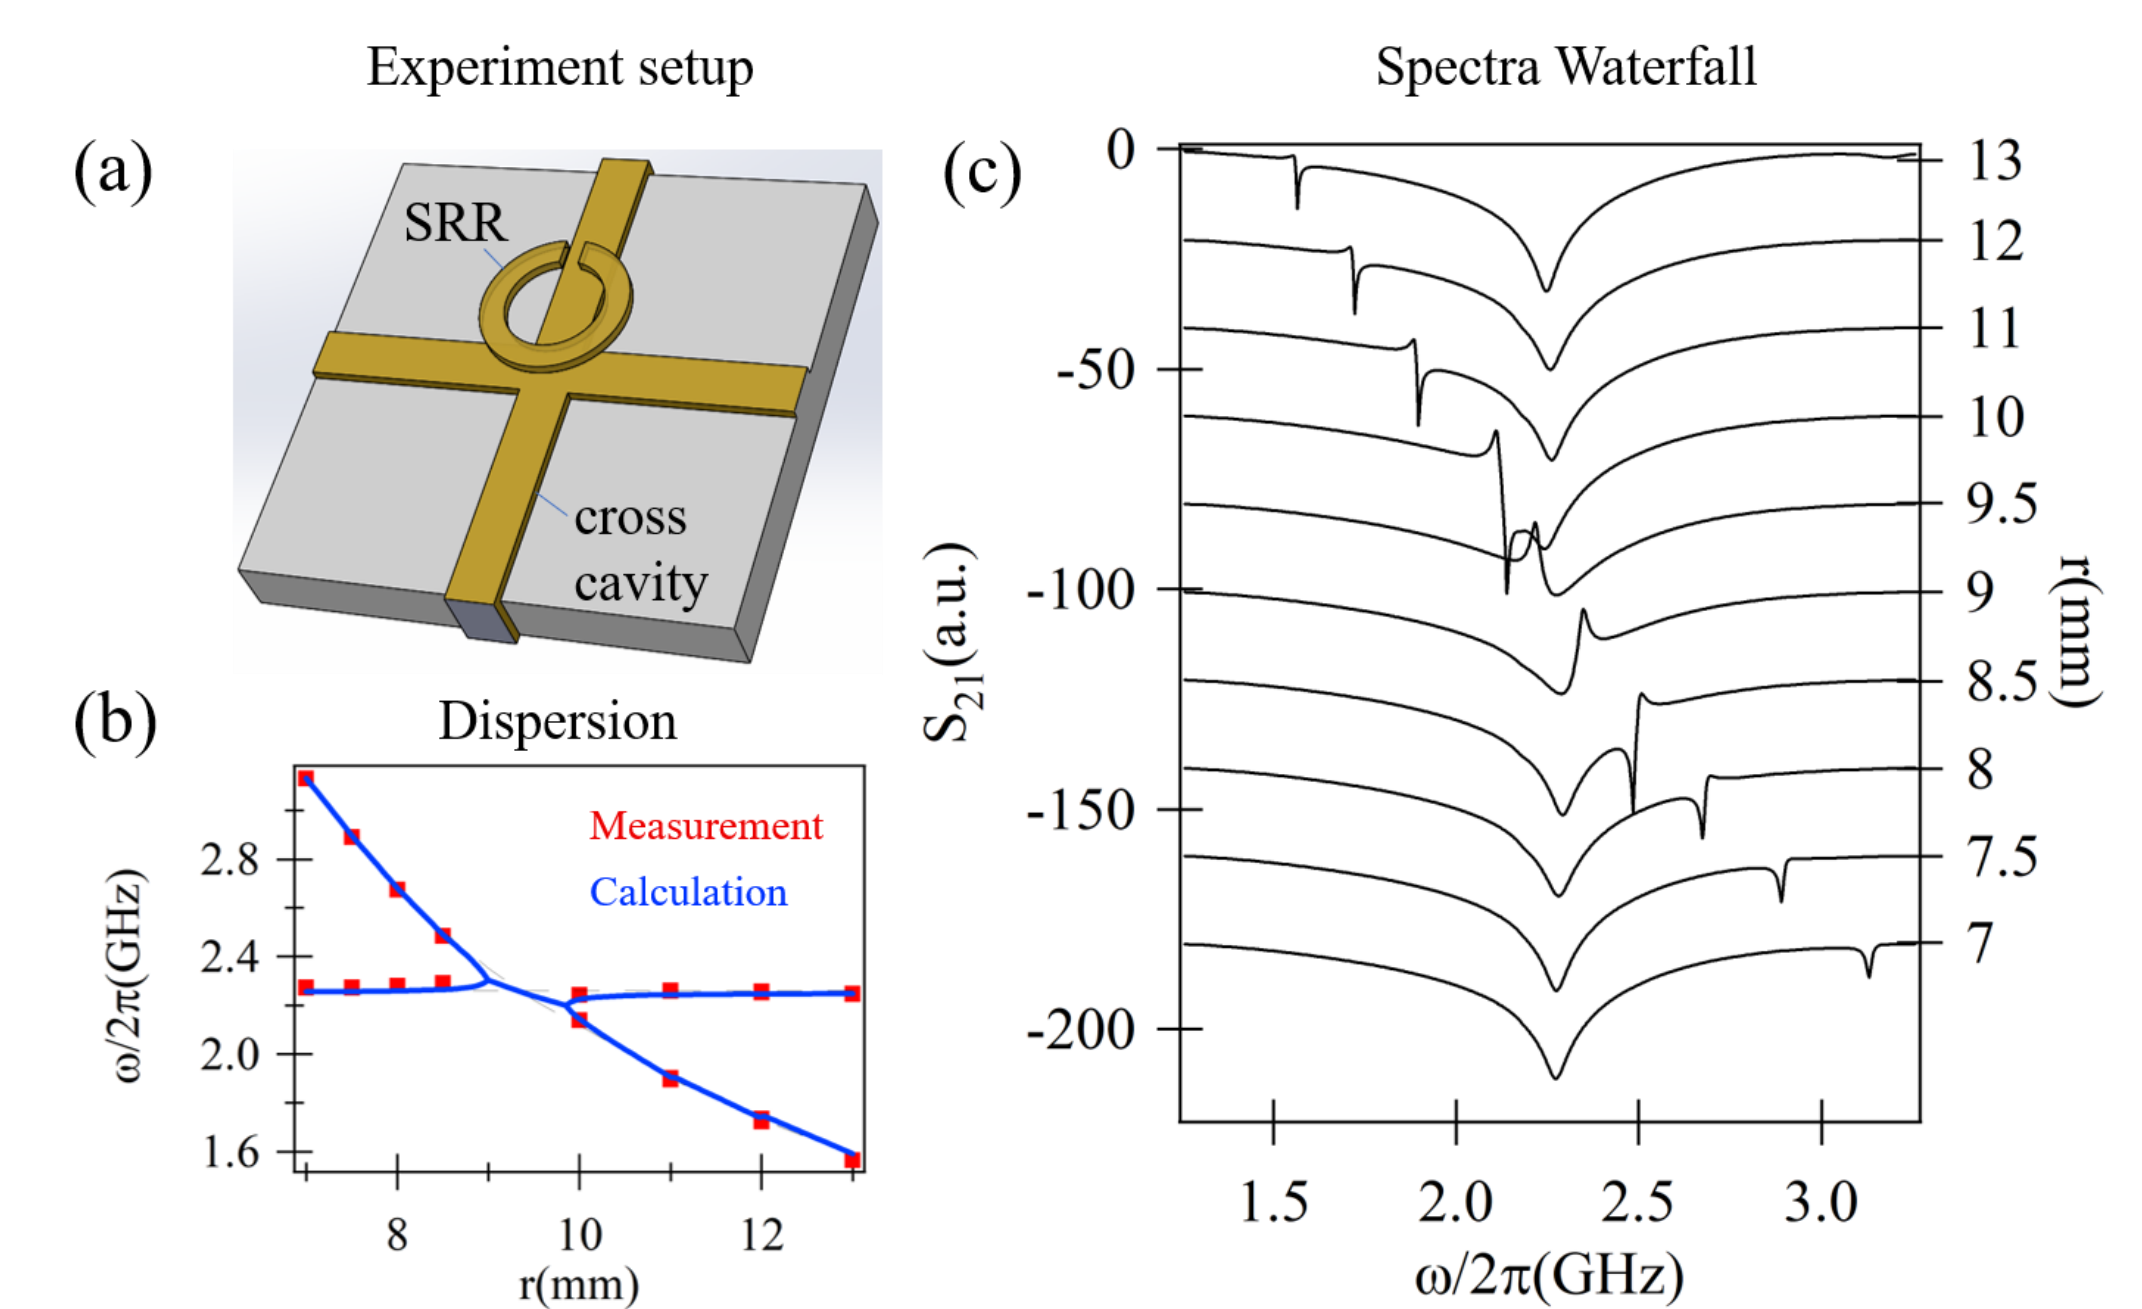 Experiment setup
Spectra Waterfall
(a)
SRR
cross
cavity
(b)
Dispersion
Measurement
Calculation
2.8
2.4
2.0
1.6
ω/2π(GHz)
8
10
12
r(mm)
(c)
0
-50
-100
-150
-200
S21(a.u.)
13
12
11
10
9.5
9
8.5
8
7.5
7
r(mm)
1.5
2.0
2.5
3.0
ω/2π(GHz)